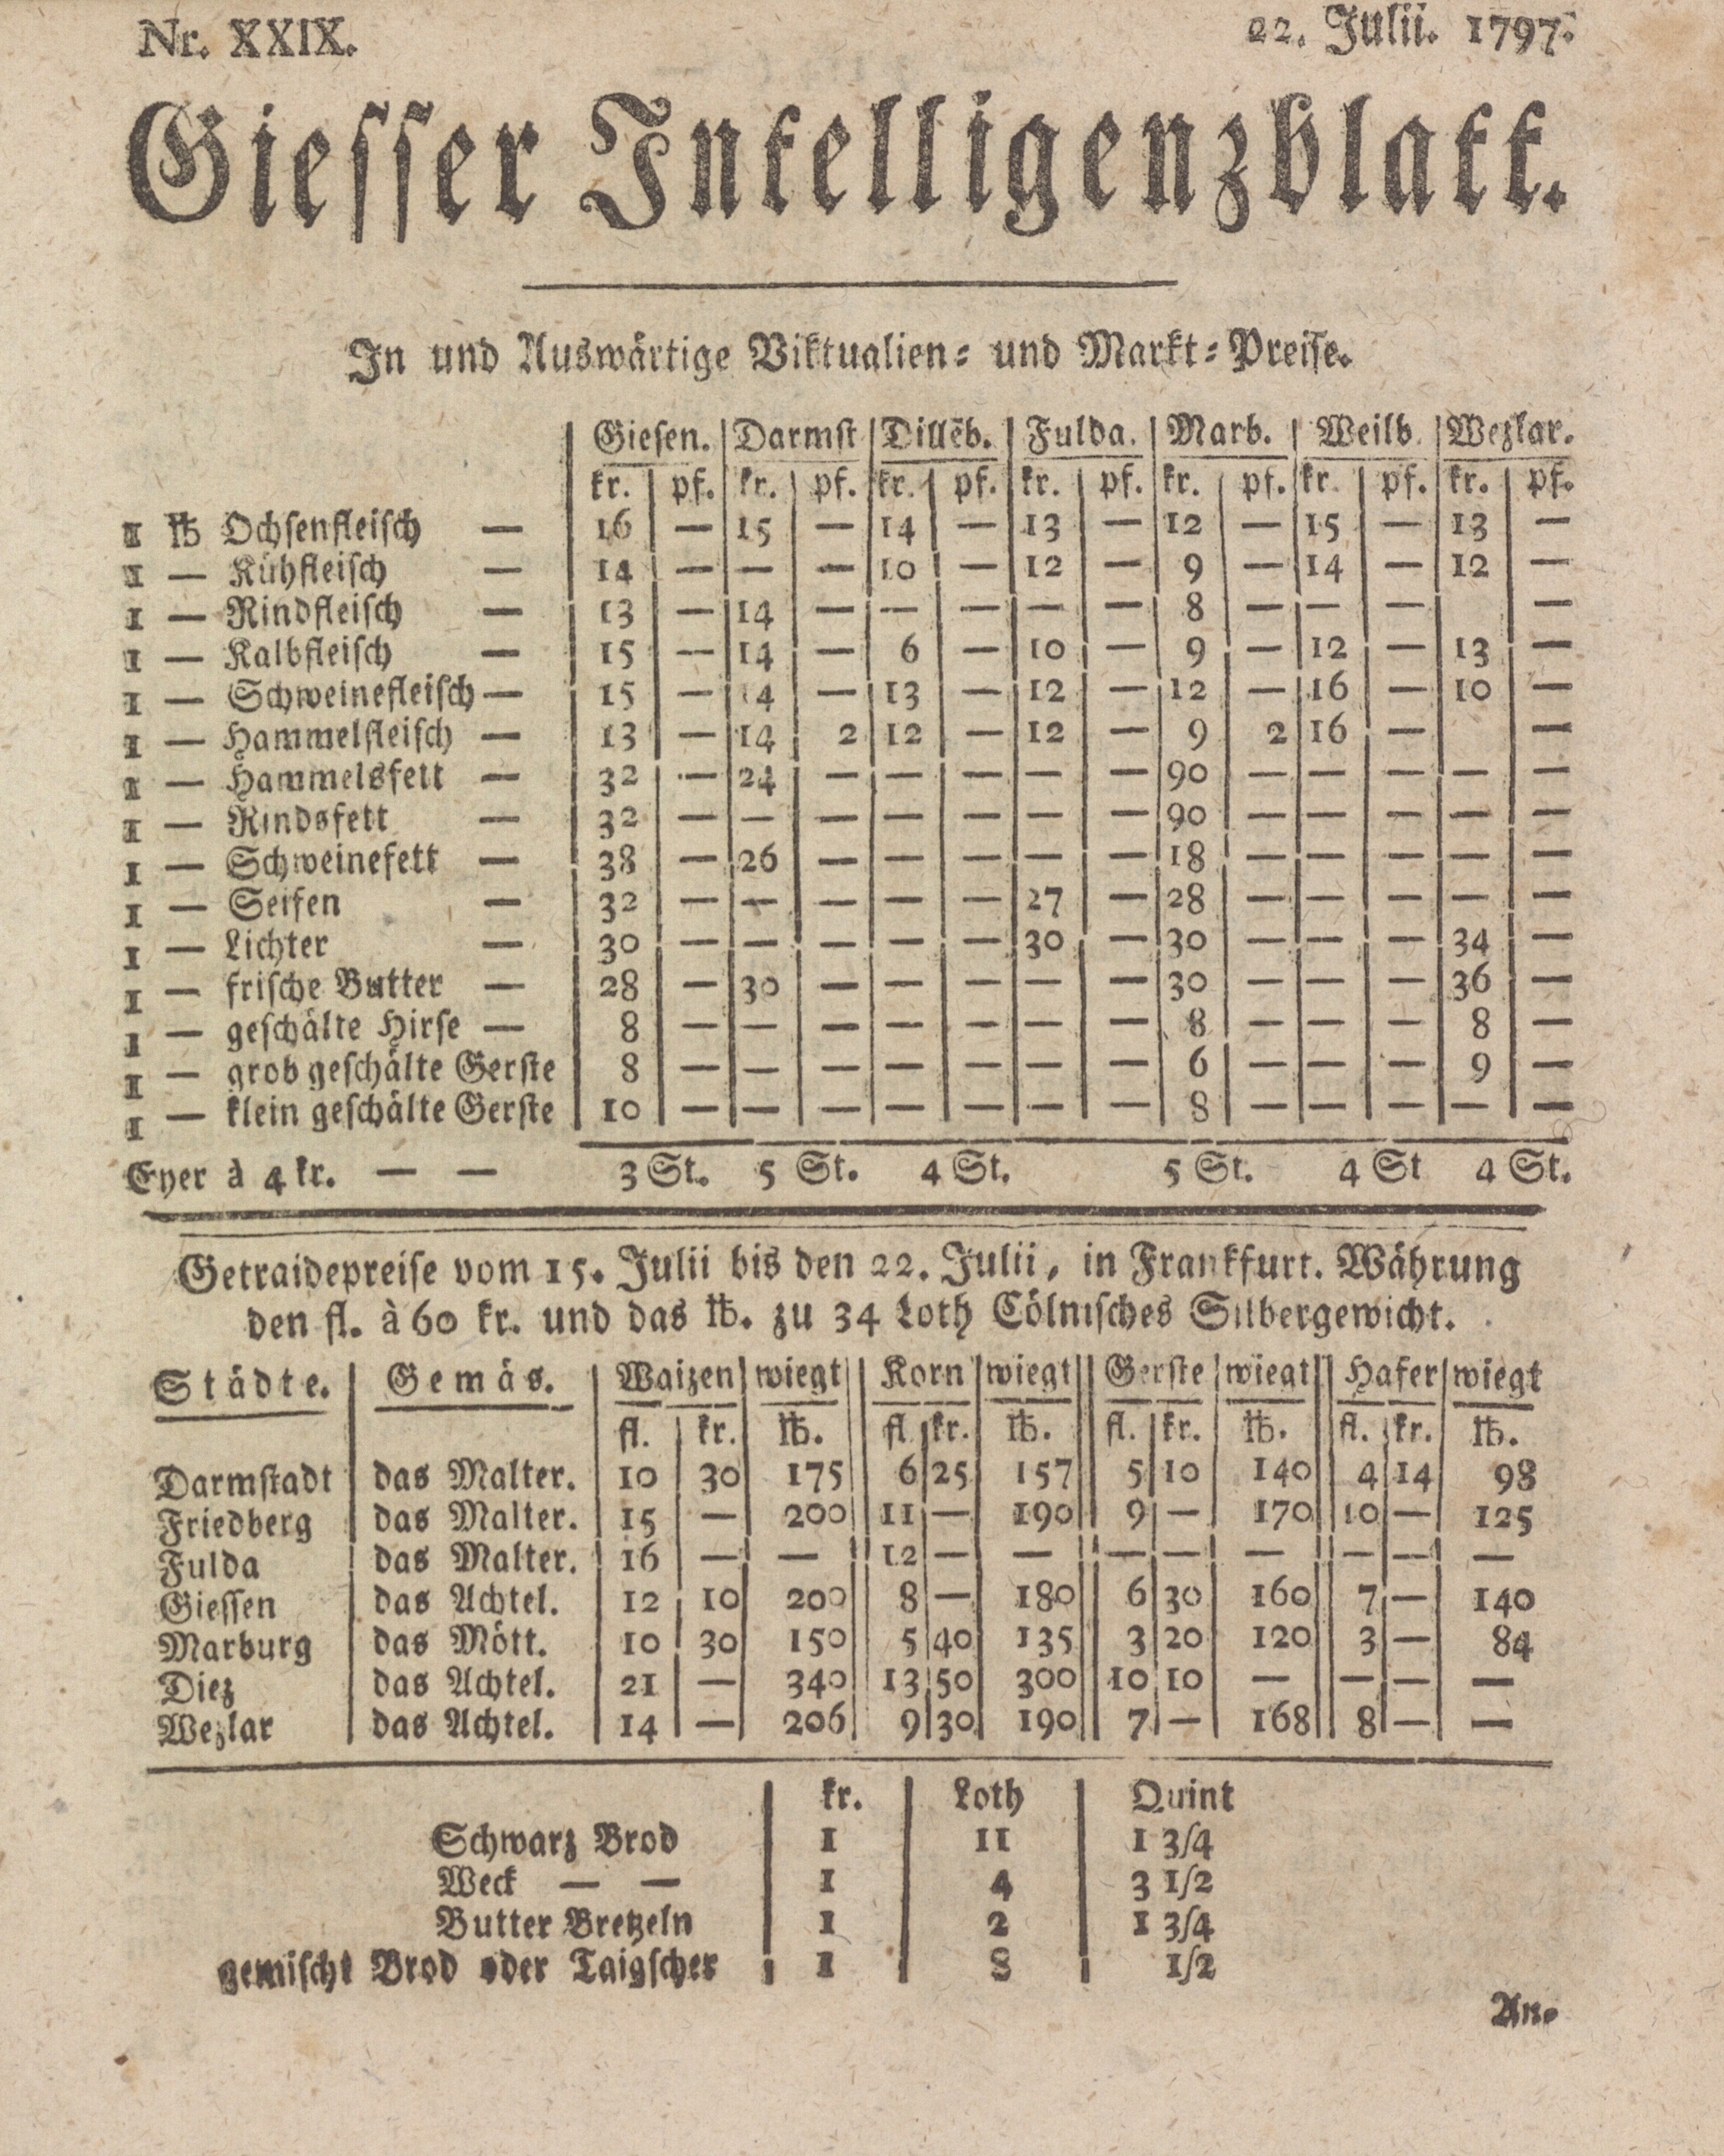 Nr. XXIX. 22. Julii. 1797.
Giesser Intelligenzblatt.
In und Auswärtige Viktualien- und Markt-Preise.
Giesen. | Darmst | Dillēb. | Fulda. | Marb. | Weilb. | Wezlar.
kr. | pf. | kr. | pf. | kr. | pf. | kr. | pf. | kr. | pf. | kr. | pf. | kr. | pf.
1 ℔ Ochsenfleisch — | 16 | — | 15 | — | 14 | — | 13 | — | 12 | — | 15 | — | 13 | —
1 — Kühfleisch — | 14 | — | — | — | 10 | — | 12 | — | 9 | — | 14 | — | 12 | —
1 — Rindfleisch — | 13 | — | 14 | — | — | — | — | — | 8 | — | — | — | | —
1 — Kalbfleisch — | 15 | — | 14 | — | 6 | — | 10 | — | 9 | — | 12 | — | 13 | —
1 — Schweinefleisch — | 15 | — | 14 | — | 13 | — | 12 | — | 12 | — | 16 | — | 10 | —
1 — Hammelfleisch — | 13 | — | 14 | 2 | 12 | — | 12 | — | 9 | 2 | 16 | — | | —
1 — Hammelsfett — | 32 | — | 24 | — | — | — | — | — | 90 | — | — | — | — | —
1 — Rindsfett — | 32 | — | — | — | — | — | — | — | 90 | — | — | — | — | —
1 — Schweinefett — | 38 | — | 26 | — | — | — | — | — | 18 | — | — | — | — | —
1 — Seifen — | 32 | — | — | — | — | — | 27 | — | 28 | — | — | — | — | —
1 — Lichter — | 30 | — | — | — | — | — | 30 | — | 30 | — | — | — | 34 | —
1 — frische Butter — | 28 | — | 30 | — | — | — | — | — | 30 | — | — | — | 36 | —
1 — geschälte Hirse — | 8 | — | — | — | — | — | — | — | 8 | — | — | — | 8 | —
1 — grob geschälte Gerste | 8 | — | — | — | — | — | — | — | 6 | — | — | — | 9 | —
1 — klein geschälte Gerste | 10 | — | — | — | — | — | — | — | 8 | — | — | — | — | —
Eyer à 4 kr. — — 3 St. 5 St. 4 St. 5 St. 4 St 4 St.
Getraidepreise vom 15. Julii bis den 22. Julii, in Frankfurt. Währung
den fl. à 60 kr. und das ℔. zu 34 Loth Cölnisches Silbergewicht.
Städte. | Gemäs. | Waizen | wiegt || Korn | wiegt || Gerste | wiegt || Hafer | wiegt
fl. | kr. | ℔. || fl. | kr. | ℔. || fl. | kr. | ℔. || fl. | kr. | ℔.
Darmstadt | das Malter. | 10 | 30 | 175 || 6 | 25 | 157 || 5 | 10 | 140 || 4 | 14 | 98
Friedberg | das Malter. | 15 | — | 200 || 11 | — | 190 || 9 | — | 170 || 10 | — | 125
Fulda | das Malter. | 16 | — | — || 12 | — | — || — | — | — || — | — | —
Giessen | das Achtel. | 12 | 10 | 200 || 8 | — | 180 || 6 | 30 | 160 || 7 | — | 140
Marburg | das Mött. | 10 | 30 | 150 || 5 | 40 | 135 || 3 | 20 | 120 || 3 | — | 84
Diez | das Achtel. | 21 | — | 340 || 13 | 50 | 300 || 10 | 10 | — || — | — | —
Wezlar | das Achtel. | 14 | — | 206 || 9 | 30 | 190 || 7 | — | 168 || 8 | — | —
kr. | Loth | Quint
Schwarz Brod | 1 | 11 | 1 3/4
Weck — — | 1 | 4 | 3 1/2
Butter Bretzeln | 1 | 2 | 1 3/4
gemischt Brod oder Taigscher | 1 | 8 | 1/2
An-